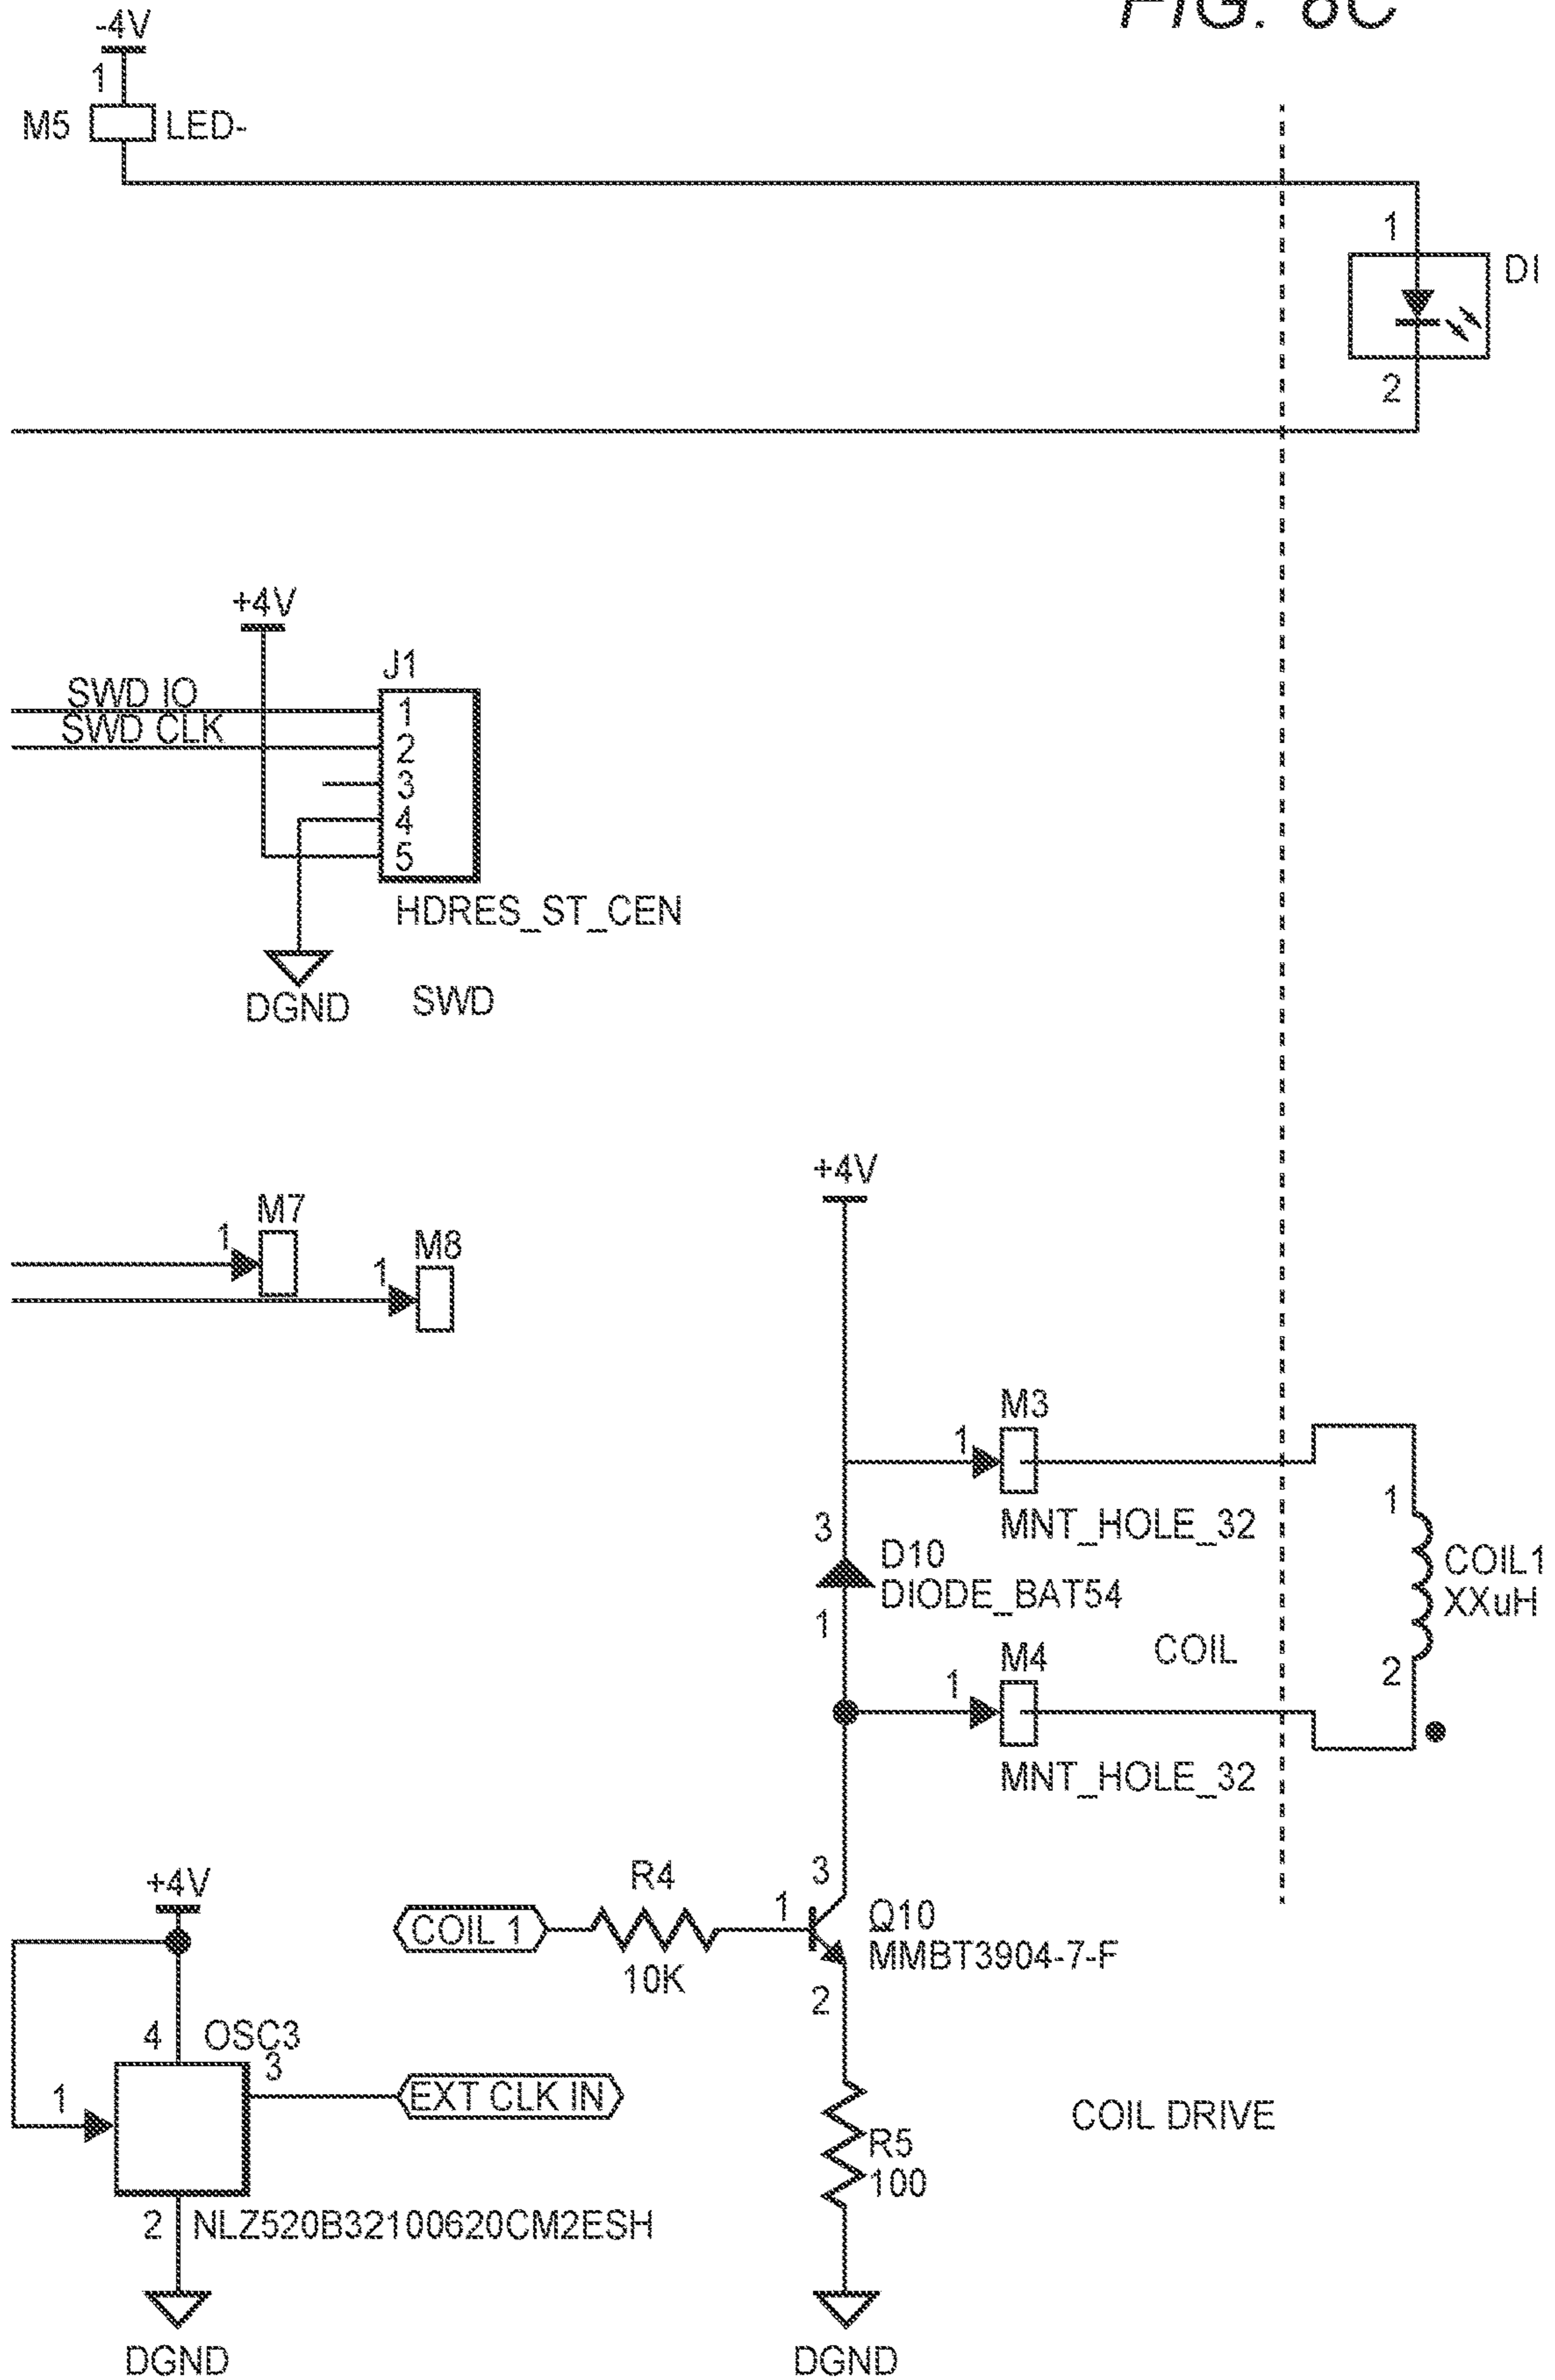 FIG. 8C
-4V
1
M5
LED-
1
DI
2
+4V
J1
SWD IO
1
SWD CLK
2
3
4
5
HDRES_ST_CEN
DGND
SWD
+4V
M7
1
M8
1
M3
1
MNT_HOLE_32
3
D10
DIODE_BAT54
1
1
COIL1
XXuH
2
COIL
M4
1
MNT_HOLE_32
+4V
R4
COIL 1
10K
3
1
Q10
MMBT3904-7-F
2
4
OSC3
3
1
EXT CLK IN
R5
100
COIL DRIVE
2
NLZ520B32100620CM2ESH
DGND
DGND